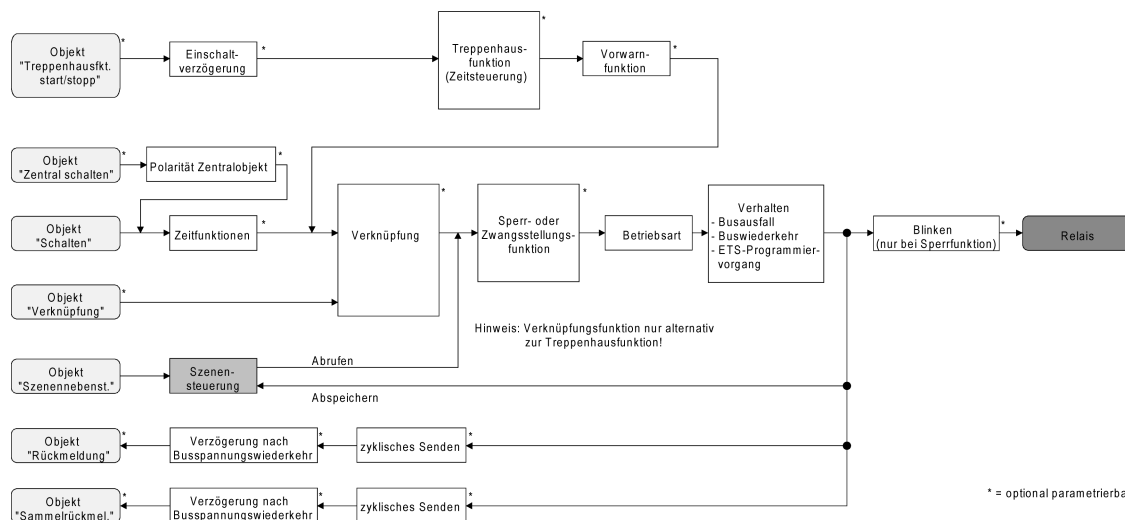 Objekt
"Treppenhausfkt.
start/stopp"
*
Einschalt-
verzögerung
*
Treppenhaus-
funktion
(Zeitsteuerung)
*
Vorwarn-
funktion
*
Objekt
"Zentral schalten"
*
Polarität Zentralobjekt
*
Objekt
"Schalten"
*
Zeitfunktionen
*
Verknüpfung
*
Sperr- oder
Zwangsstellungs-
funktion
*
Betriebsart
Verhalten
- Busausfall
- Buswiederkehr
- ETS-Programmier-
vorgang
Blinken
(nur bei Sperrfunktion)
*
Relais
Objekt
"Verknüpfung"
*
Hinweis: Verknüpfungsfunktion nur alternativ
zur Treppenhausfunktion!
Objekt
"Szenennebenst."
Szenen-
steuerung
Abrufen
Abspeichern
Objekt
"Rückmeldung"
*
Verzögerung nach
Busspannungswiederkehr
*
zyklisches Senden
*
Objekt
"Sammelrückmel."
*
Verzögerung nach
Busspannungswiederkehr
*
zyklisches Senden
*
* = optional parametrierba